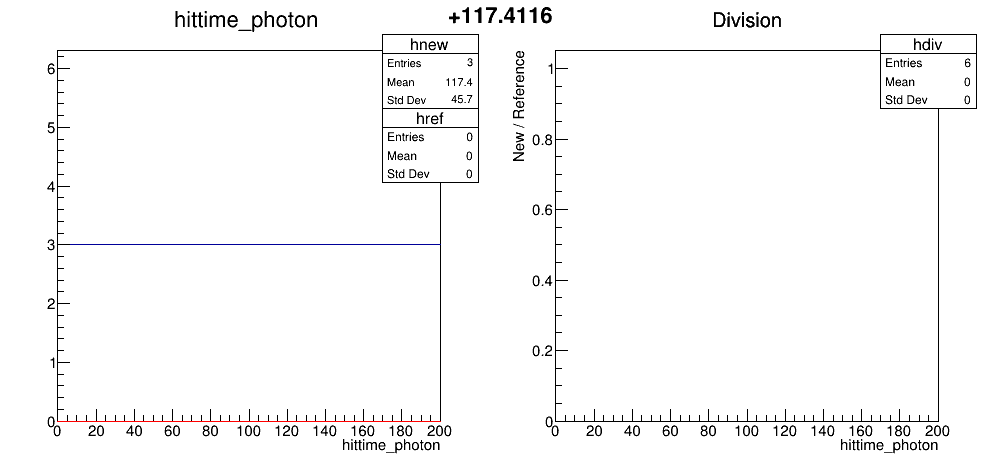 +117.4116
hittime_photon
hnew
Entries 3
Mean 117.4
Std Dev 45.7
href
Entries 0
Mean 0
Std Dev 0
6
5
4
3
2
1
0
0 20 40 60 80 100 120 140 160 180 200
hittime_photon
Division
hdiv
Entries 6
Mean 0
Std Dev 0
New / Reference
1
0.8
0.6
0.4
0.2
0
0 20 40 60 80 100 120 140 160 180 200
hittime_photon